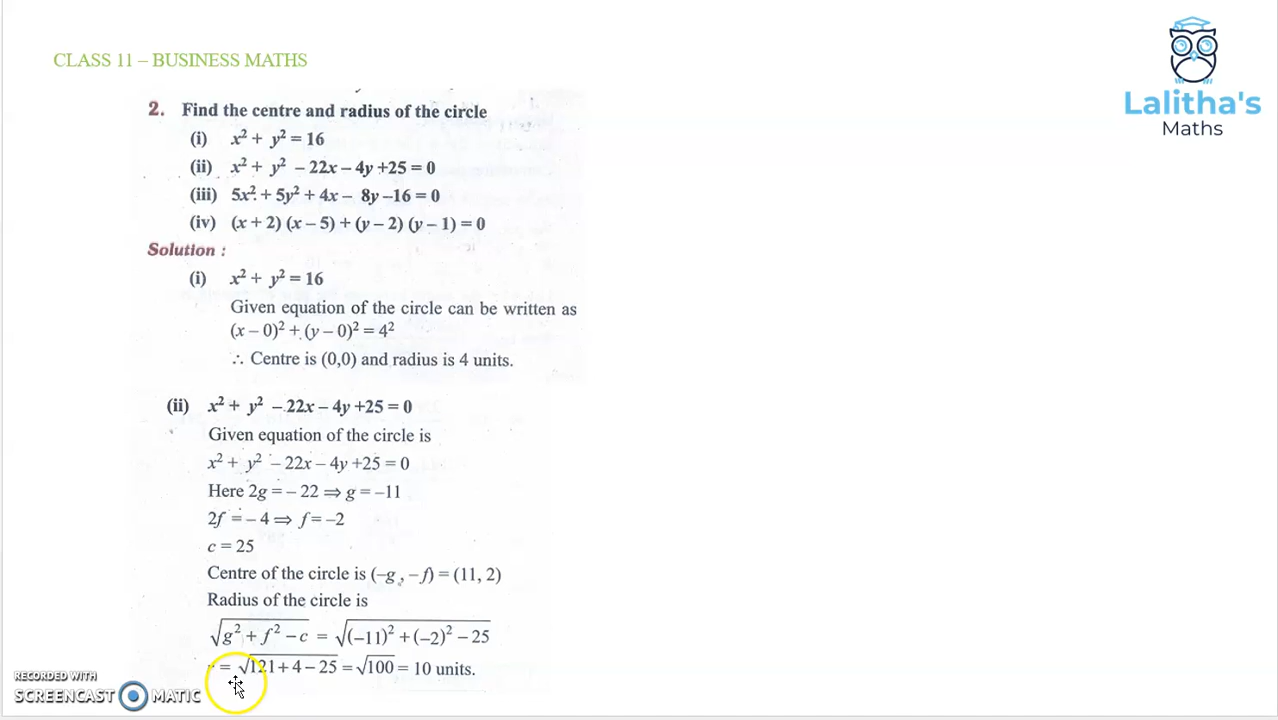 CLASS 11 – BUSINESS MATHS
Lalitha's
Maths
2. Find the centre and radius of the circle
(i) x² + y² = 16
(ii) x² + y² – 22x – 4y +25 = 0
(iii) 5x² + 5y² + 4x – 8y –16 = 0
(iv) (x + 2) (x – 5) + (y – 2) (y – 1) = 0
Solution :
(i) x² + y² = 16
Given equation of the circle can be written as
(x – 0)² + (y – 0)² = 4²
∴ Centre is (0,0) and radius is 4 units.
(ii) x² + y² – 22x – 4y +25 = 0
Given equation of the circle is
x² + y² – 22x – 4y +25 = 0
Here 2g = – 22 ⇒ g = –11
2f = – 4 ⇒ f = –2
c = 25
Centre of the circle is (–g , – f) = (11, 2)
Radius of the circle is
√(g² + f² – c) = √((–11)² + (–2)² – 25)
= √(121 + 4 – 25) = √100 = 10 units.
RECORDED WITH
SCREENCAST MATIC